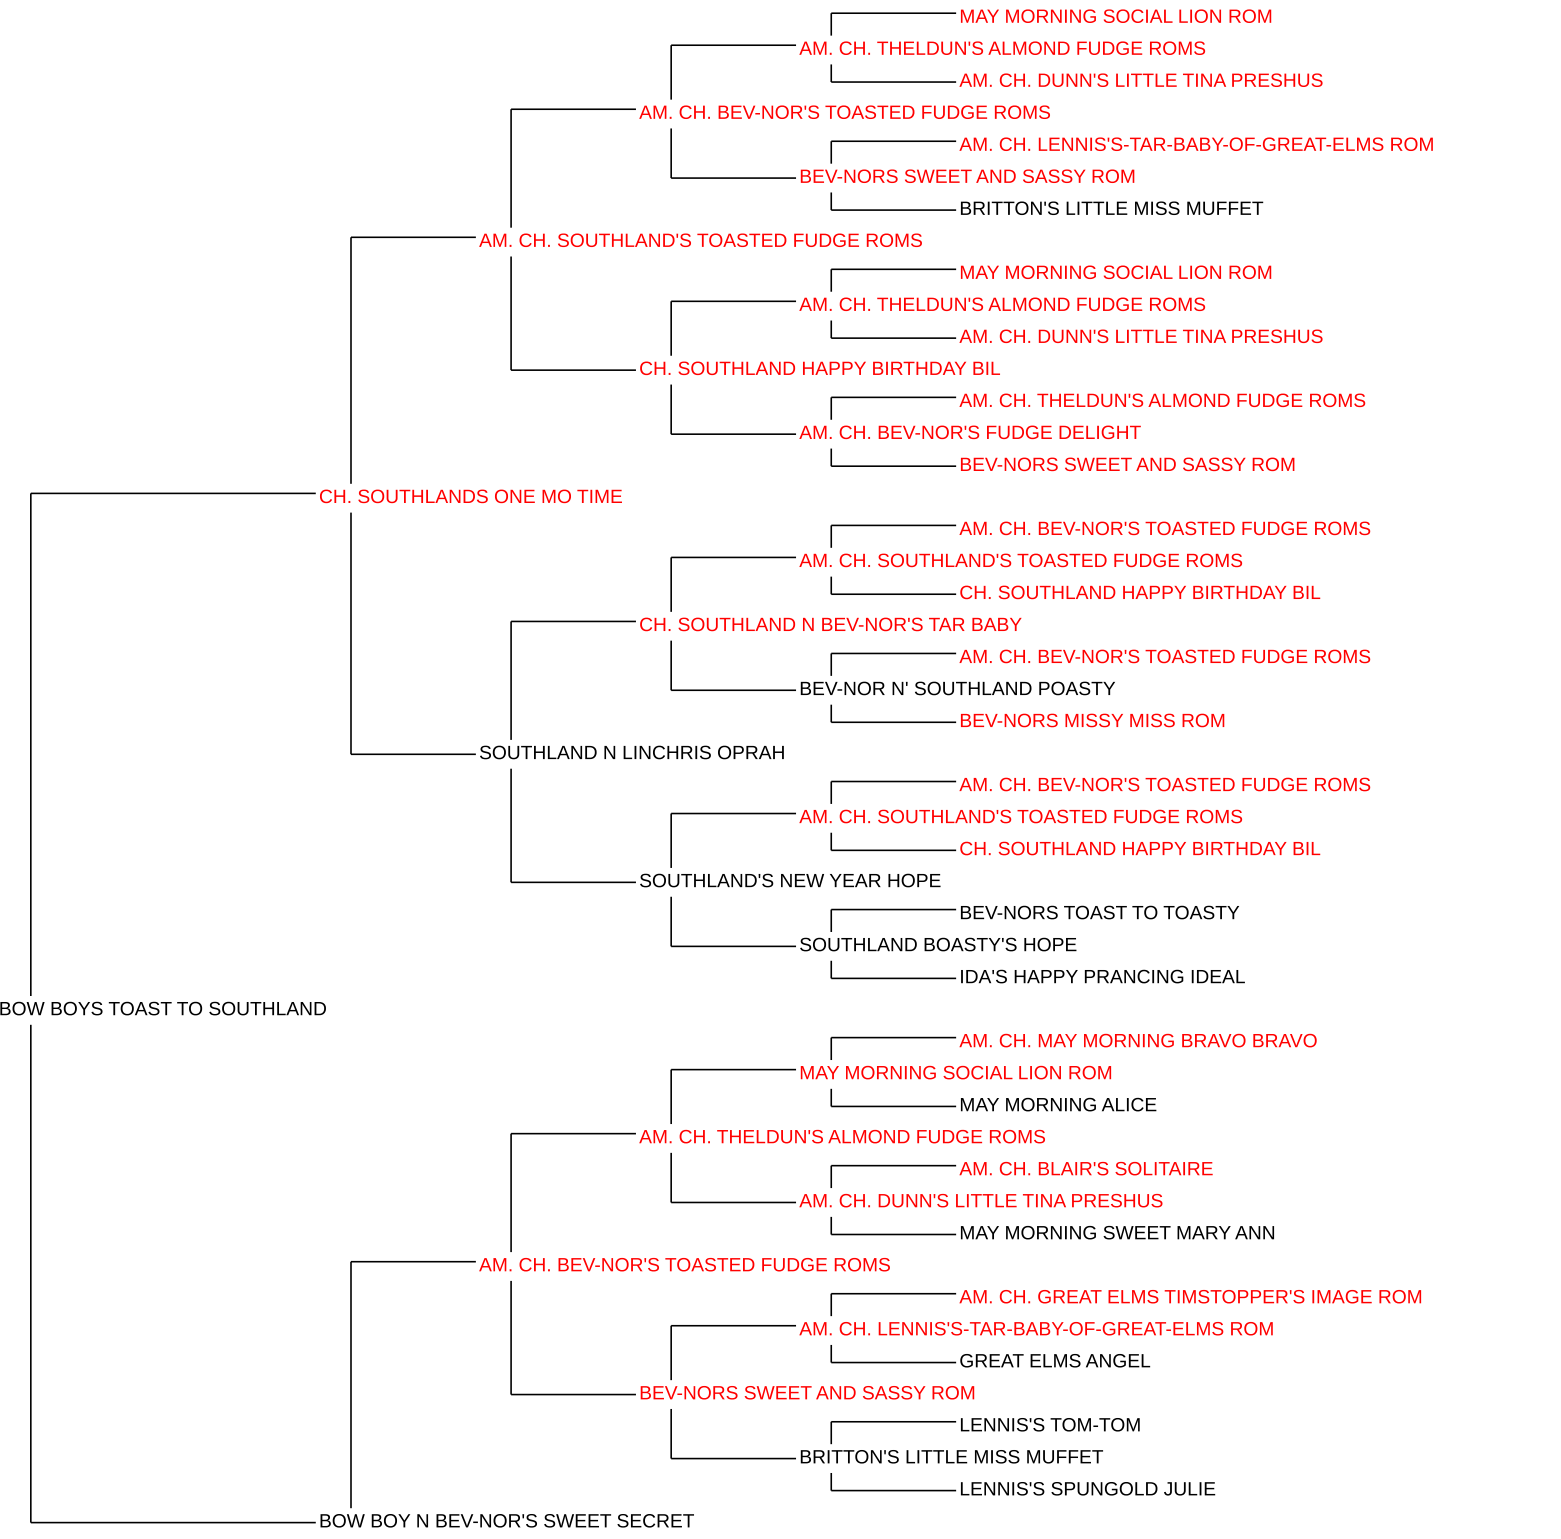 MAY MORNING SOCIAL LION ROM
AM. CH. THELDUN'S ALMOND FUDGE ROMS
AM. CH. DUNN'S LITTLE TINA PRESHUS
AM. CH. BEV-NOR'S TOASTED FUDGE ROMS
AM. CH. LENNIS'S-TAR-BABY-OF-GREAT-ELMS ROM
BEV-NORS SWEET AND SASSY ROM
BRITTON'S LITTLE MISS MUFFET
AM. CH. SOUTHLAND'S TOASTED FUDGE ROMS
MAY MORNING SOCIAL LION ROM
AM. CH. THELDUN'S ALMOND FUDGE ROMS
AM. CH. DUNN'S LITTLE TINA PRESHUS
CH. SOUTHLAND HAPPY BIRTHDAY BIL
AM. CH. THELDUN'S ALMOND FUDGE ROMS
AM. CH. BEV-NOR'S FUDGE DELIGHT
BEV-NORS SWEET AND SASSY ROM
CH. SOUTHLANDS ONE MO TIME
AM. CH. BEV-NOR'S TOASTED FUDGE ROMS
AM. CH. SOUTHLAND'S TOASTED FUDGE ROMS
CH. SOUTHLAND HAPPY BIRTHDAY BIL
CH. SOUTHLAND N BEV-NOR'S TAR BABY
AM. CH. BEV-NOR'S TOASTED FUDGE ROMS
BEV-NOR N' SOUTHLAND POASTY
BEV-NORS MISSY MISS ROM
SOUTHLAND N LINCHRIS OPRAH
AM. CH. BEV-NOR'S TOASTED FUDGE ROMS
AM. CH. SOUTHLAND'S TOASTED FUDGE ROMS
CH. SOUTHLAND HAPPY BIRTHDAY BIL
SOUTHLAND'S NEW YEAR HOPE
BEV-NORS TOAST TO TOASTY
SOUTHLAND BOASTY'S HOPE
IDA'S HAPPY PRANCING IDEAL
BOW BOYS TOAST TO SOUTHLAND
AM. CH. MAY MORNING BRAVO BRAVO
MAY MORNING SOCIAL LION ROM
MAY MORNING ALICE
AM. CH. THELDUN'S ALMOND FUDGE ROMS
AM. CH. BLAIR'S SOLITAIRE
AM. CH. DUNN'S LITTLE TINA PRESHUS
MAY MORNING SWEET MARY ANN
AM. CH. BEV-NOR'S TOASTED FUDGE ROMS
AM. CH. GREAT ELMS TIMSTOPPER'S IMAGE ROM
AM. CH. LENNIS'S-TAR-BABY-OF-GREAT-ELMS ROM
GREAT ELMS ANGEL
BEV-NORS SWEET AND SASSY ROM
LENNIS'S TOM-TOM
BRITTON'S LITTLE MISS MUFFET
LENNIS'S SPUNGOLD JULIE
BOW BOY N BEV-NOR'S SWEET SECRET